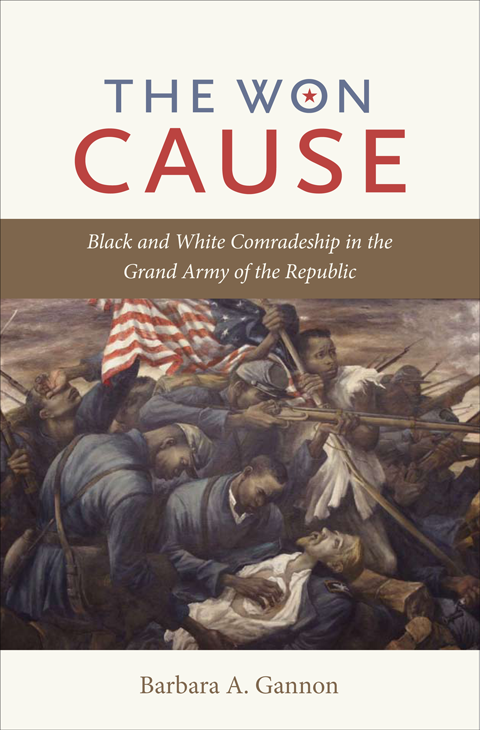 THE WON
CAUSE
Black and White Comradeship in the
Grand Army of the Republic
Barbara A. Gannon